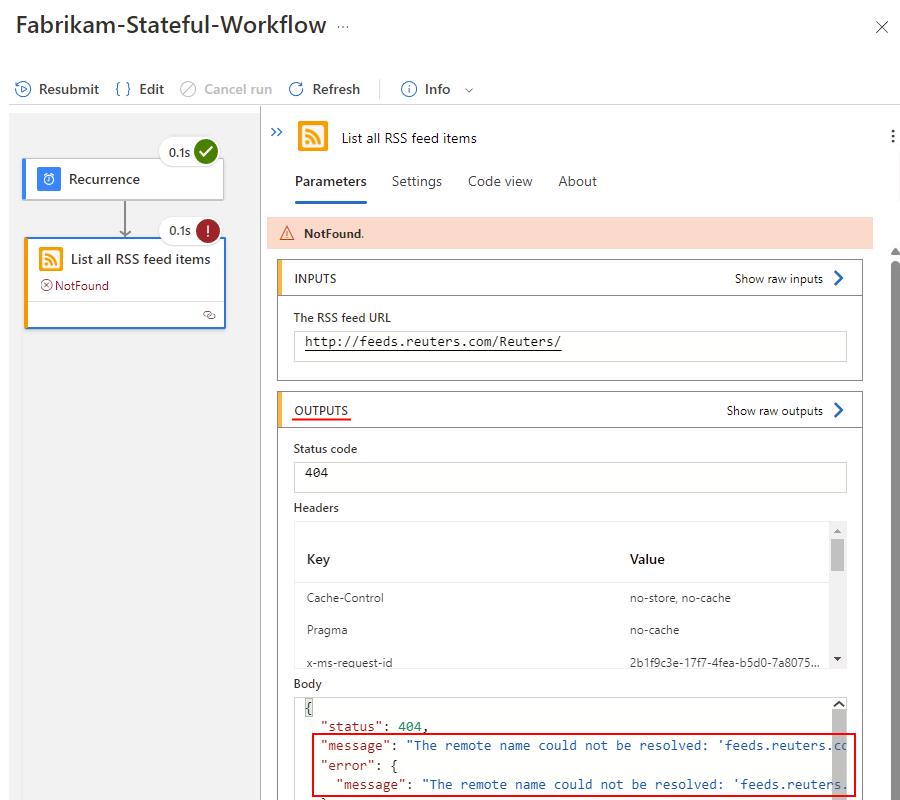 Fabrikam-Stateful-Workflow ...
Resubmit { } Edit Cancel run Refresh Info
0.1s
Recurrence
0.1s
List all RSS feed items
NotFound
List all RSS feed items
Parameters Settings Code view About
NotFound.
INPUTS Show raw inputs
The RSS feed URL
http://feeds.reuters.com/Reuters/
OUTPUTS Show raw outputs
Status code
404
Headers
Key Value
Cache-Control no-store, no-cache
Pragma no-cache
x-ms-request-id 2b1f9c3e-17f7-4fea-b5d0-7a8075...
Body
{
"status": 404,
"message": "The remote name could not be resolved: 'feeds.reuters.co
"error": {
"message": "The remote name could not be resolved: 'feeds.reuters.